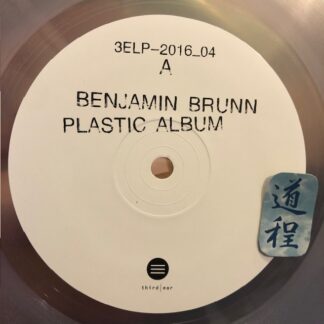 3ELP-2016_04
A
BENJAMIN BRUNN
PLASTIC ALBUM
道程
third|ear